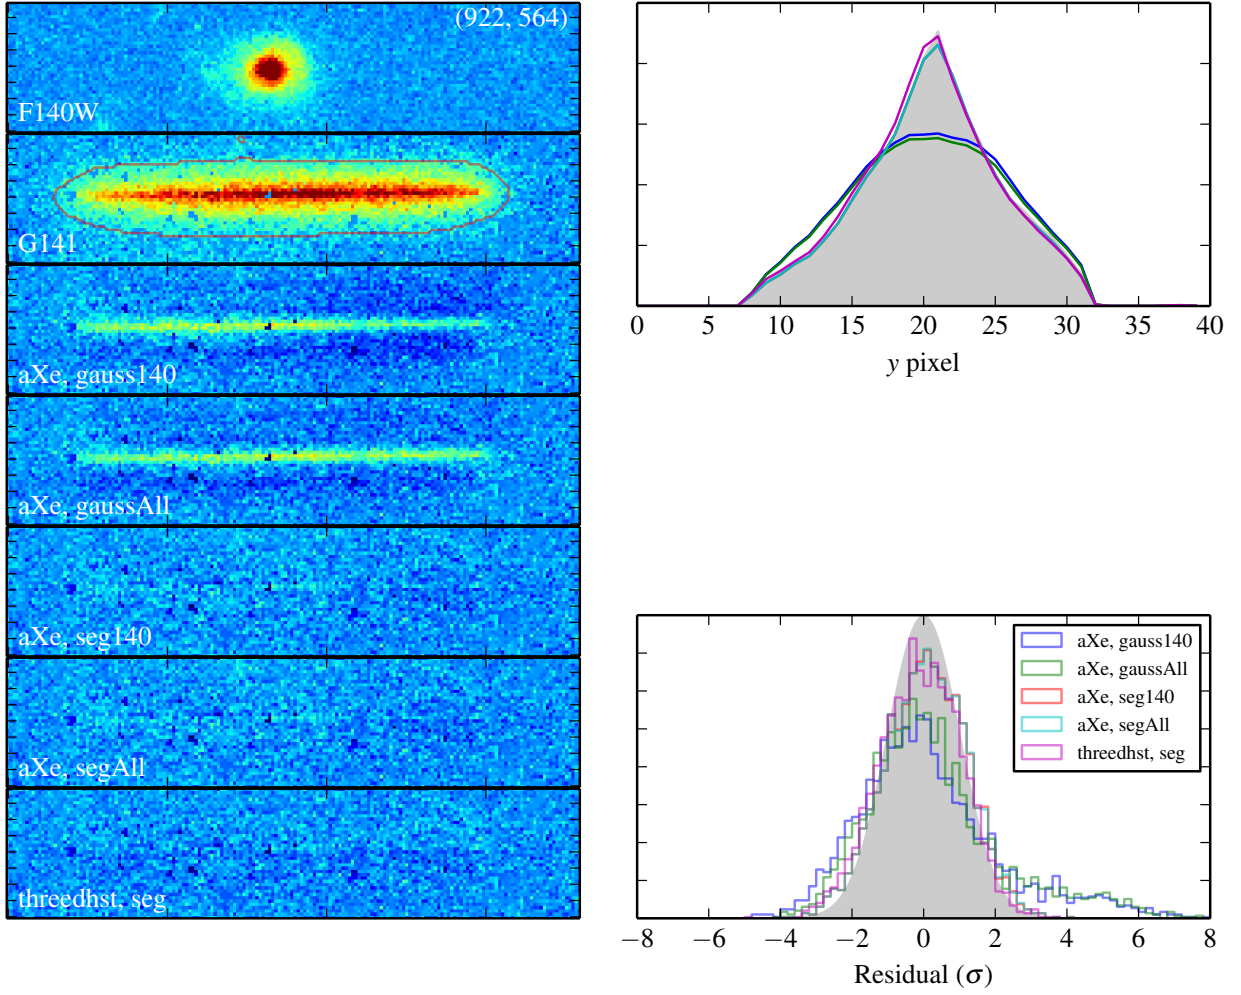 (922, 564)
F140W
G141
aXe, gauss140
aXe, gaussAll
aXe, seg140
aXe, segAll
threedhst, seg
0 5 10 15 20 25 30 35 40
y pixel
aXe, gauss140
aXe, gaussAll
aXe, seg140
aXe, segAll
threedhst, seg
−8 −6 −4 −2 0 2 4 6 8
Residual (σ)